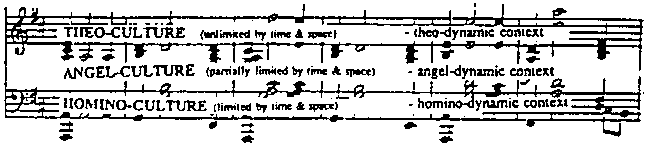 THEO-CULTURE (unlimited by time & space) - theo-dynamic context
ANGEL-CULTURE (partially limited by time & space) - angel-dynamic context
HOMINO-CULTURE (limited by time & space) - homino-dynamic context